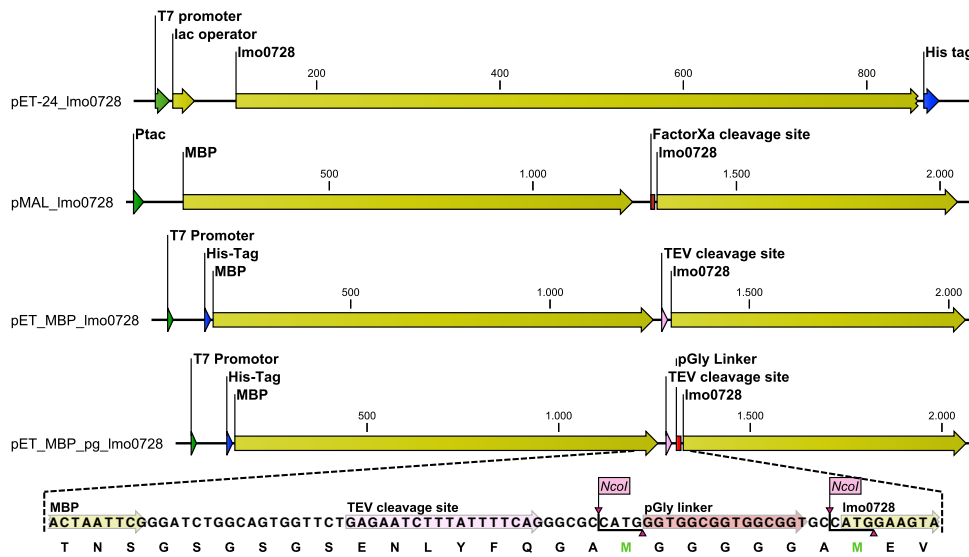 T7 promoter
lac operator
lmo0728
His tag
200 400 600 800
pET-24_lmo0728
Ptac
FactorXa cleavage site
MBP
lmo0728
500 1.000 1.500 2.000
pMAL_lmo0728
T7 Promoter
His-Tag
TEV cleavage site
MBP
lmo0728
500 1.000 1.500 2.000
pET_MBP_lmo0728
T7 Promotor
pGly Linker
His-Tag
TEV cleavage site
MBP
lmo0728
500 1.000 1.500 2.000
pET_MBP_pg_lmo0728
NcoI NcoI
MBP TEV cleavage site pGly linker lmo0728
ACTAATTCGGGATCTGGCAGTGGTTCTGAGAATCTTTATTTTCAGGGCGCCATGGGTGGCGGTGGCGGTGCCATGGAAGTA
T N S G S G S G S E N L Y F Q G A M G G G G G A M E V